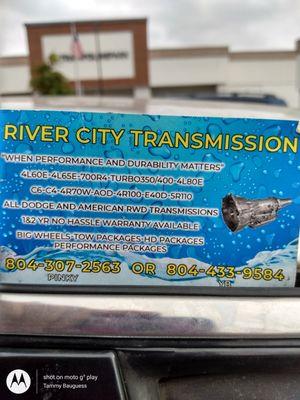 RIVER CITY TRANSMISSION
"WHEN PERFORMANCE AND DURABILITY MATTERS"
4L60E-4L65E-700R4-TURBO350/400-4L80E
C6-C4-4R70W-AOD-4R100-E40D-5R110
ALL DODGE AND AMERICAN RWD TRANSMISSIONS
1&2 YR NO HASSLE WARRANTY AVAILABLE
BIG WHEELS-TOW PACKAGES-HD PACKAGES
PERFORMANCE PACKAGES
804-307-2563 OR 804-433-9584
PINKY VB
shot on moto g⁶ play
Tammy Bauguess